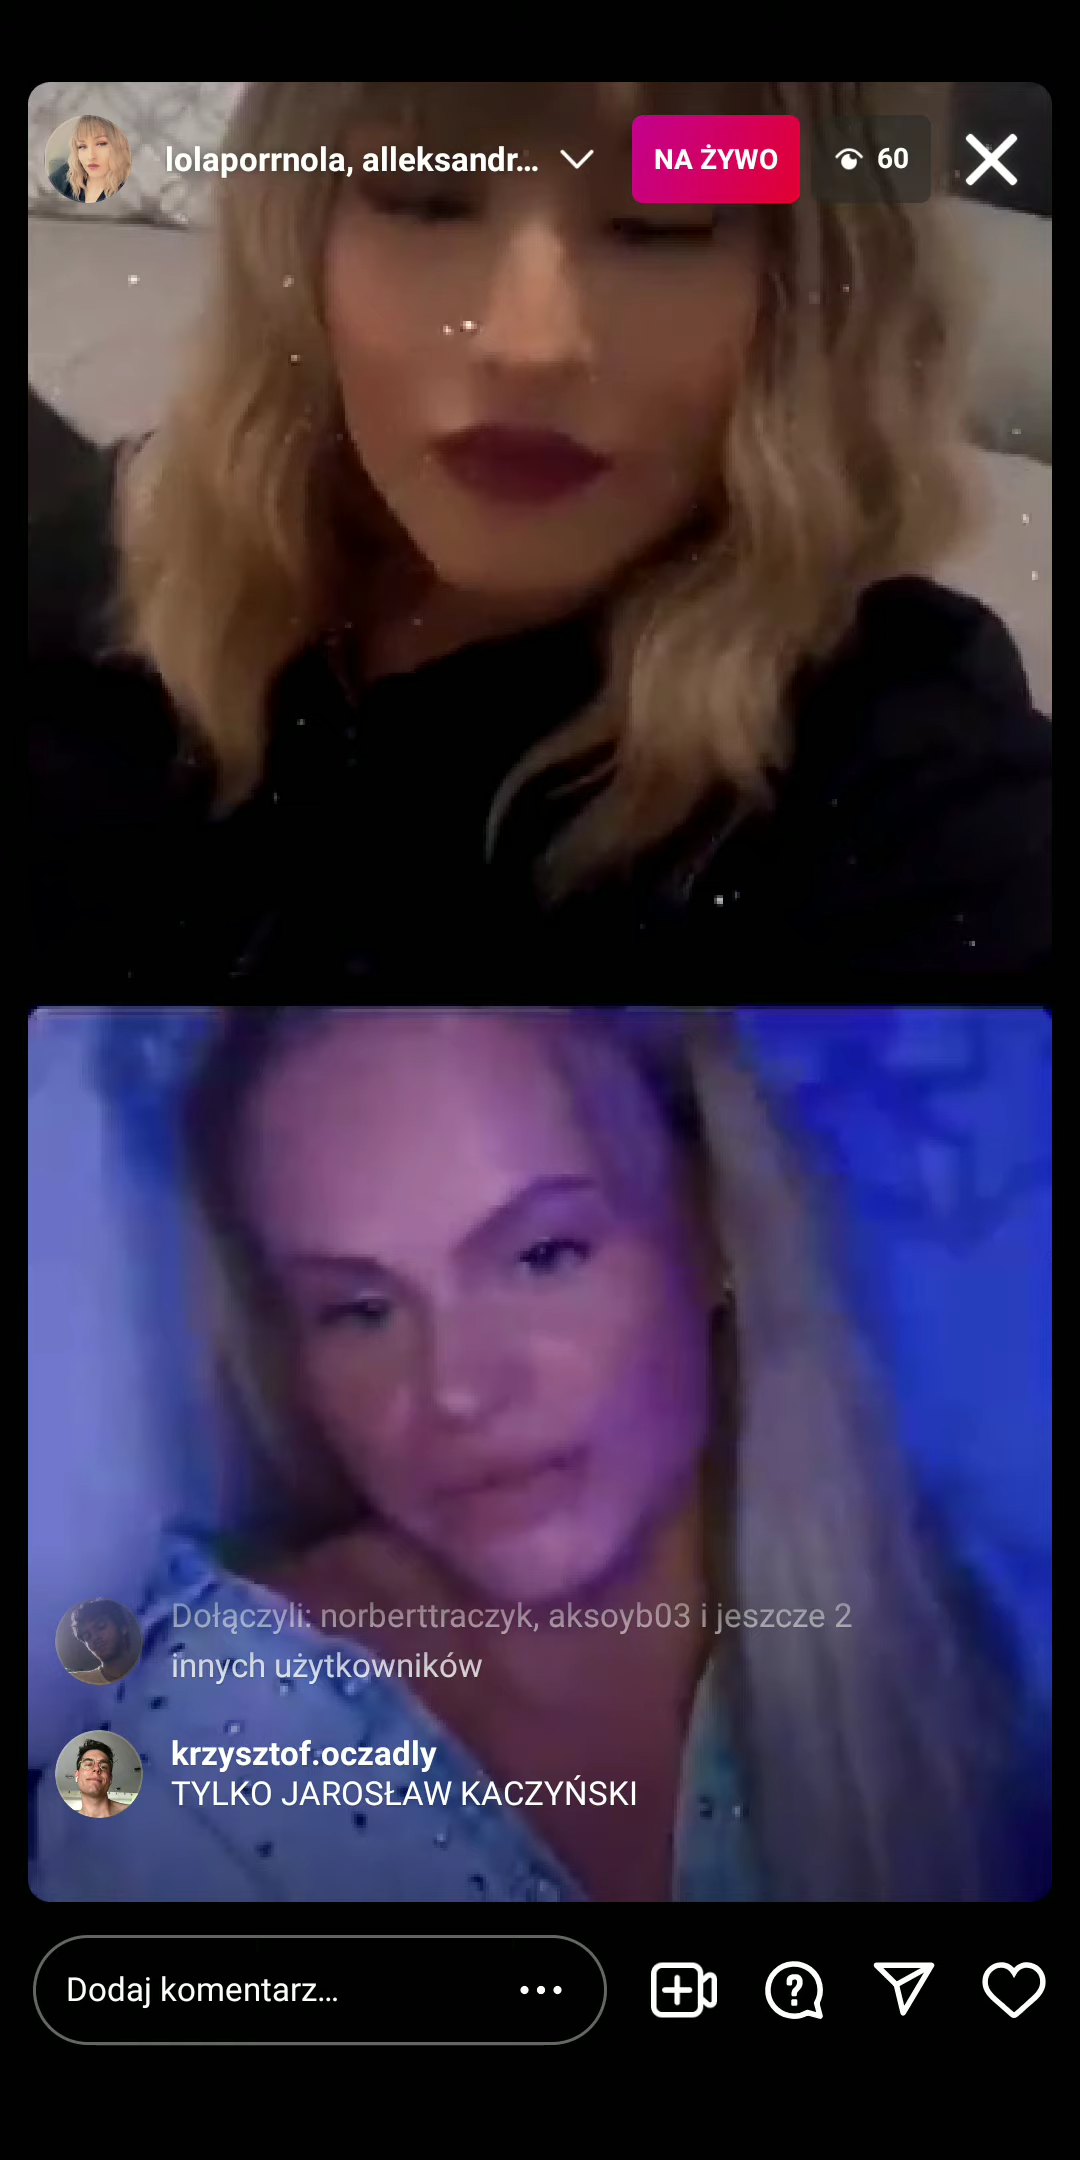 lolaporrnola, alleksandr...
NA ŻYWO
60
Dołączyli: norberttraczyk, aksoyb03 i jeszcze 2
innych użytkowników
krzysztof.oczadly
TYLKO JAROSŁAW KACZYŃSKI
Dodaj komentarz...